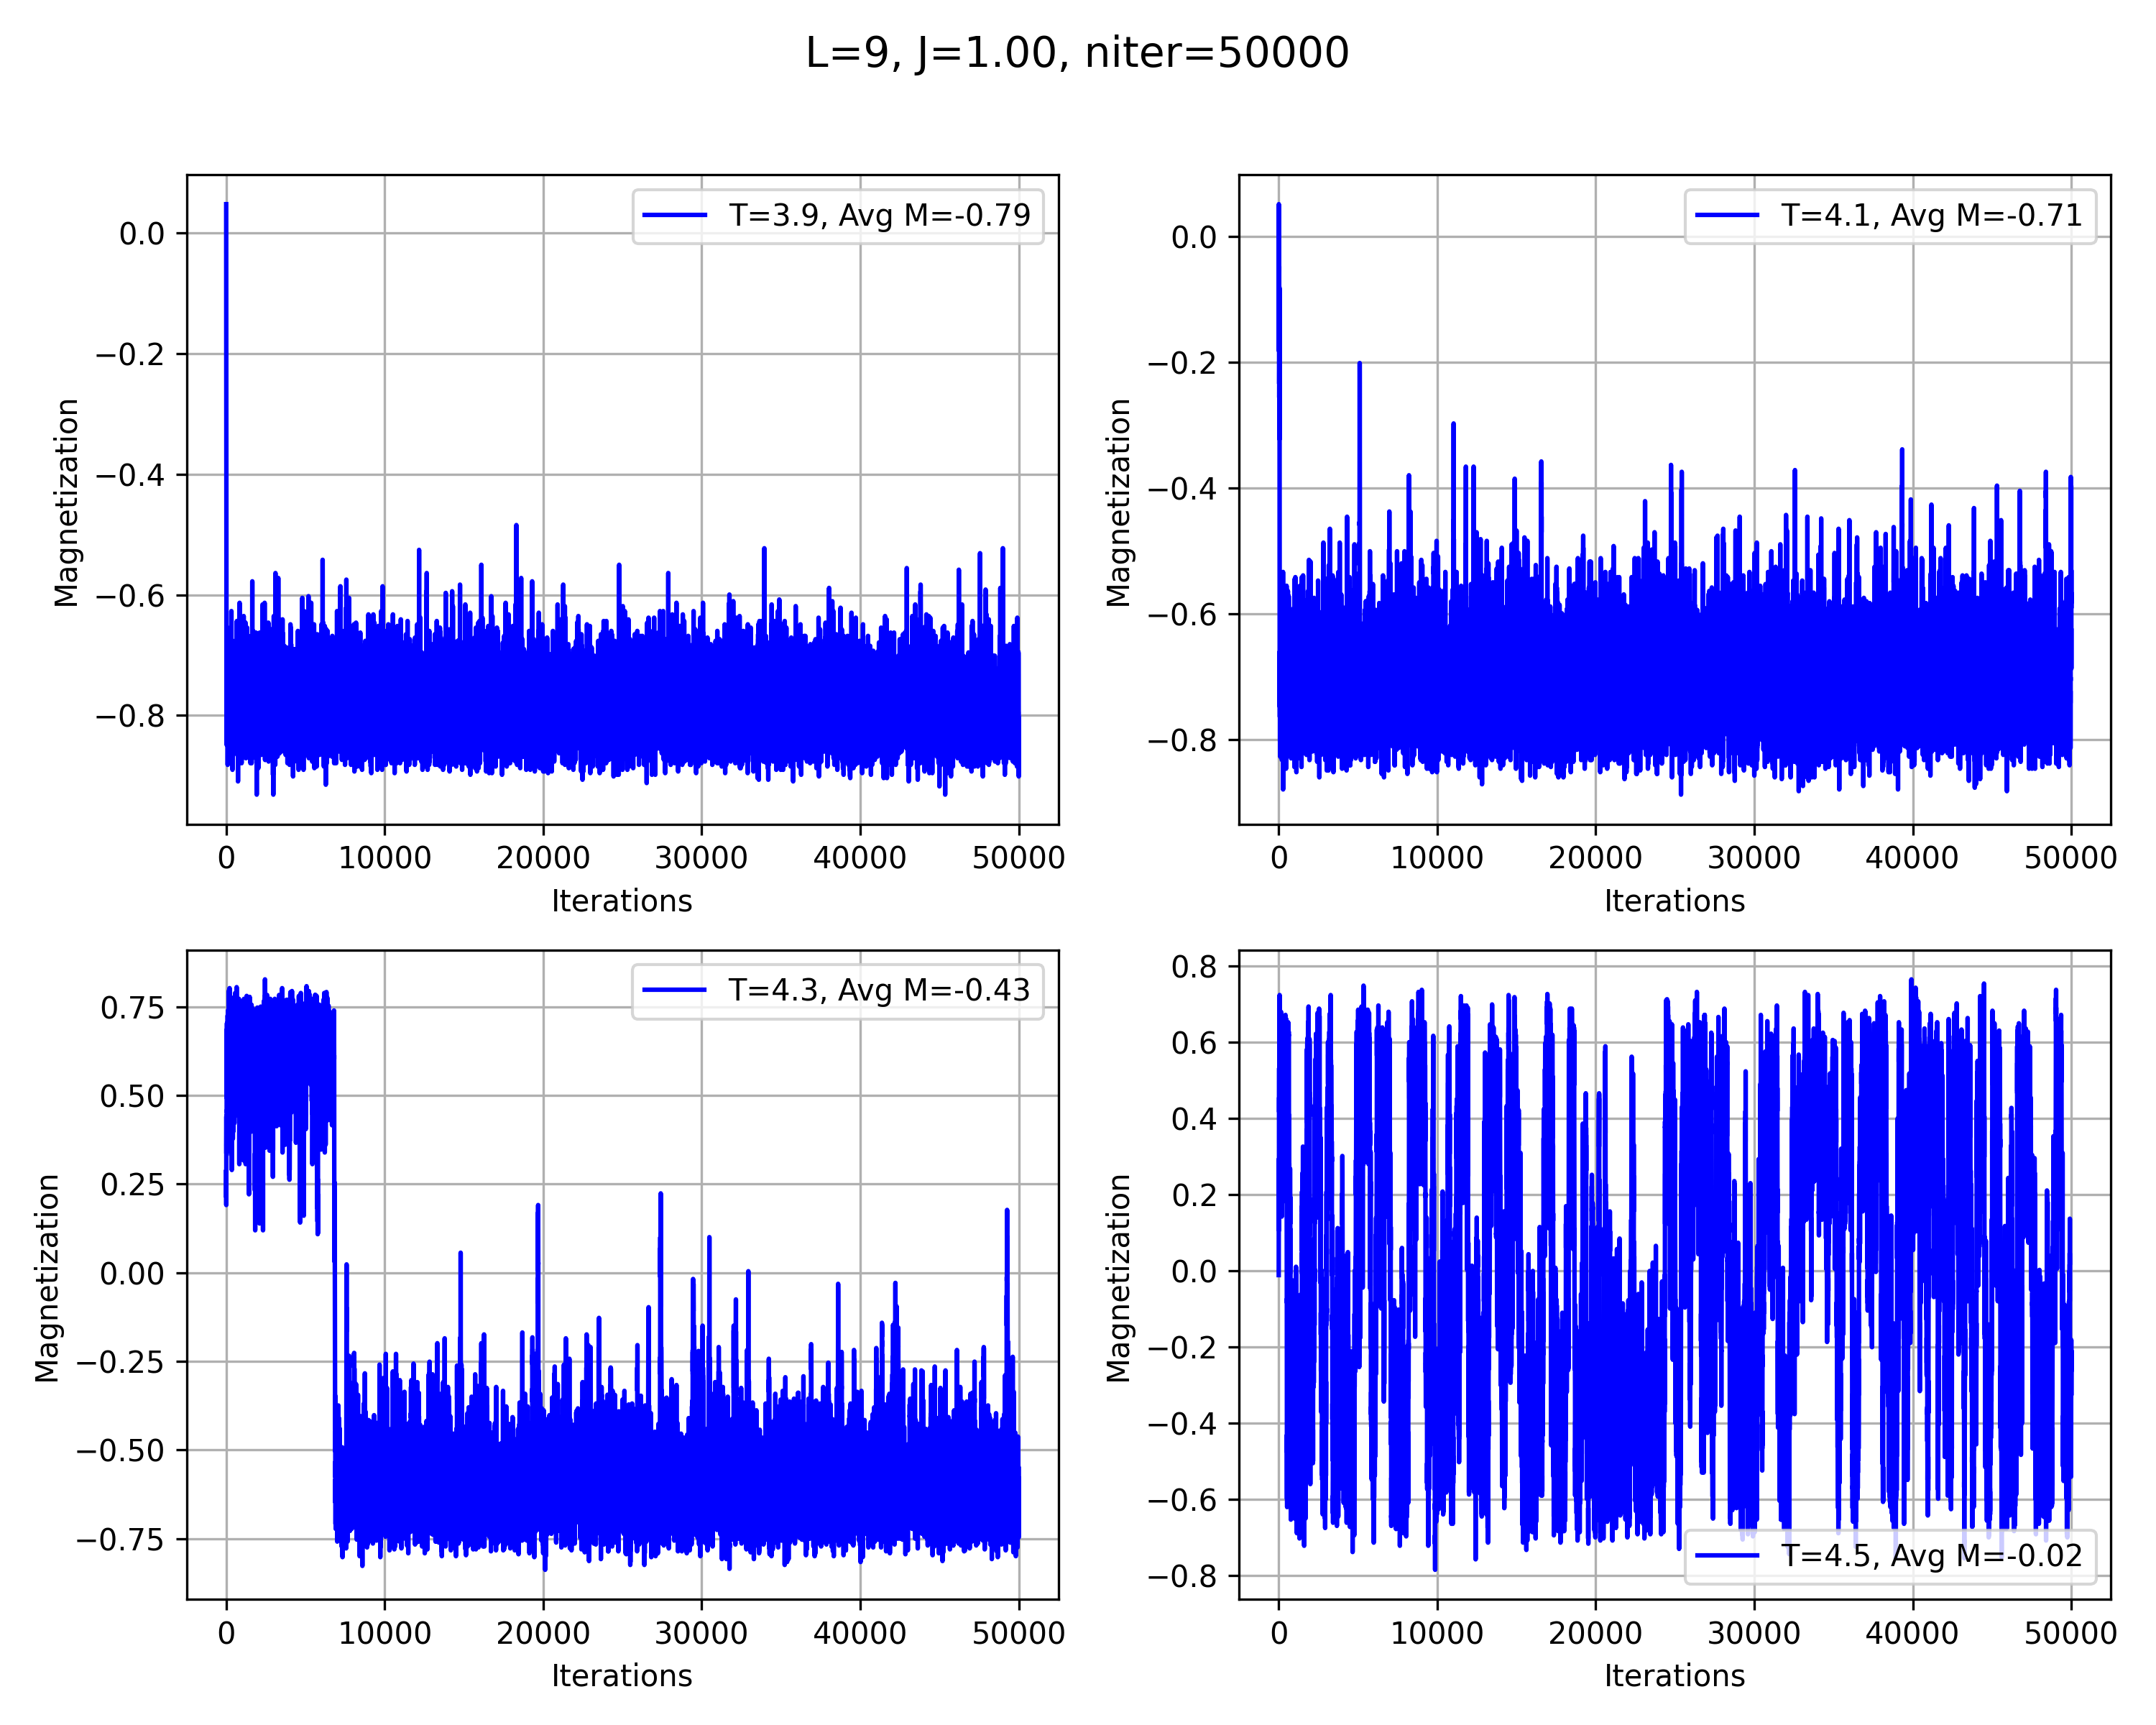 L=9, J=1.00, niter=50000
T=3.9, Avg M=-0.79
0.0
−0.2
−0.4
−0.6
−0.8
Magnetization
0 10000 20000 30000 40000 50000
Iterations
T=4.1, Avg M=-0.71
0.0
−0.2
−0.4
−0.6
−0.8
Magnetization
0 10000 20000 30000 40000 50000
Iterations
T=4.3, Avg M=-0.43
0.75
0.50
0.25
0.00
−0.25
−0.50
−0.75
Magnetization
0 10000 20000 30000 40000 50000
Iterations
0.8
0.6
0.4
0.2
0.0
−0.2
−0.4
−0.6
−0.8
Magnetization
T=4.5, Avg M=-0.02
0 10000 20000 30000 40000 50000
Iterations